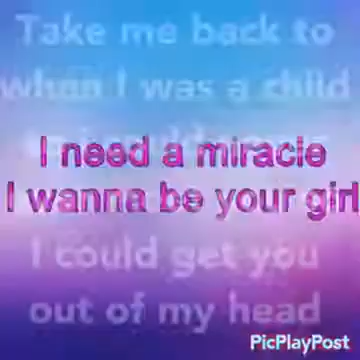 Take me back to
when I was a child
I need a miracle
I wanna be your girl
I could get you
out of my head
PicPlayPost